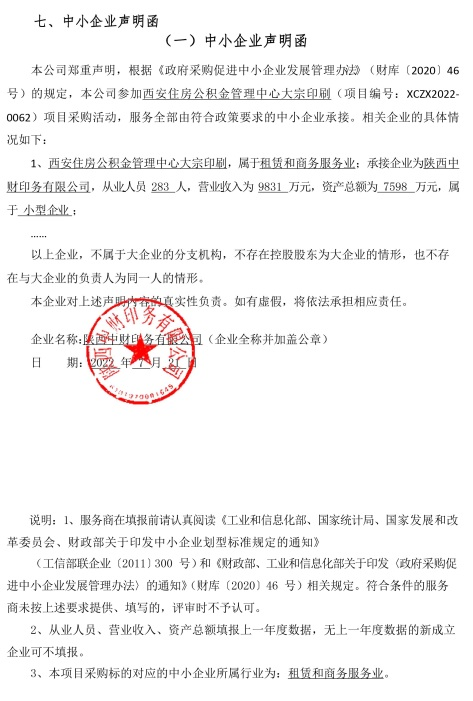 七、中小企业声明函
（一）中小企业声明函
本公司郑重声明，根据《政府采购促进中小企业发展管理办法》（财库〔2020〕46
号）的规定，本公司参加西安住房公积金管理中心大宗印刷（项目编号：XCZX2022-
0062）项目采购活动，服务全部由符合政策要求的中小企业承接。相关企业的具体情
况如下：
1、西安住房公积金管理中心大宗印刷，属于租赁和商务服务业；承接企业为陕西中
财印务有限公司，从业人员 283 人，营业收入为 9831 万元，资产总额为 7598 万元，属
于 小型企业；
……
以上企业，不属于大企业的分支机构，不存在控股股东为大企业的情形，也不存
在与大企业的负责人为同一人的情形。
本企业对上述声明内容的真实性负责。如有虚假，将依法承担相应责任。
企业名称：陕西中财印务有限公司（企业全称并加盖公章）
日 期：2022 年 7 月 21 日
陕西中财印务有限公司
说明：1、服务商在填报前请认真阅读《工业和信息化部、国家统计局、国家发展和改
革委员会、财政部关于印发中小企业划型标准规定的通知》
（工信部联企业〔2011〕300 号）和《财政部、工业和信息化部关于印发〈政府采购促
进中小企业发展管理办法〉的通知》（财库〔2020〕46 号）相关规定。符合条件的服务
商未按上述要求提供、填写的，评审时不予认可。
2、从业人员、营业收入、资产总额填报上一年度数据，无上一年度数据的新成立
企业可不填报。
3、本项目采购标的对应的中小企业所属行业为：租赁和商务服务业。